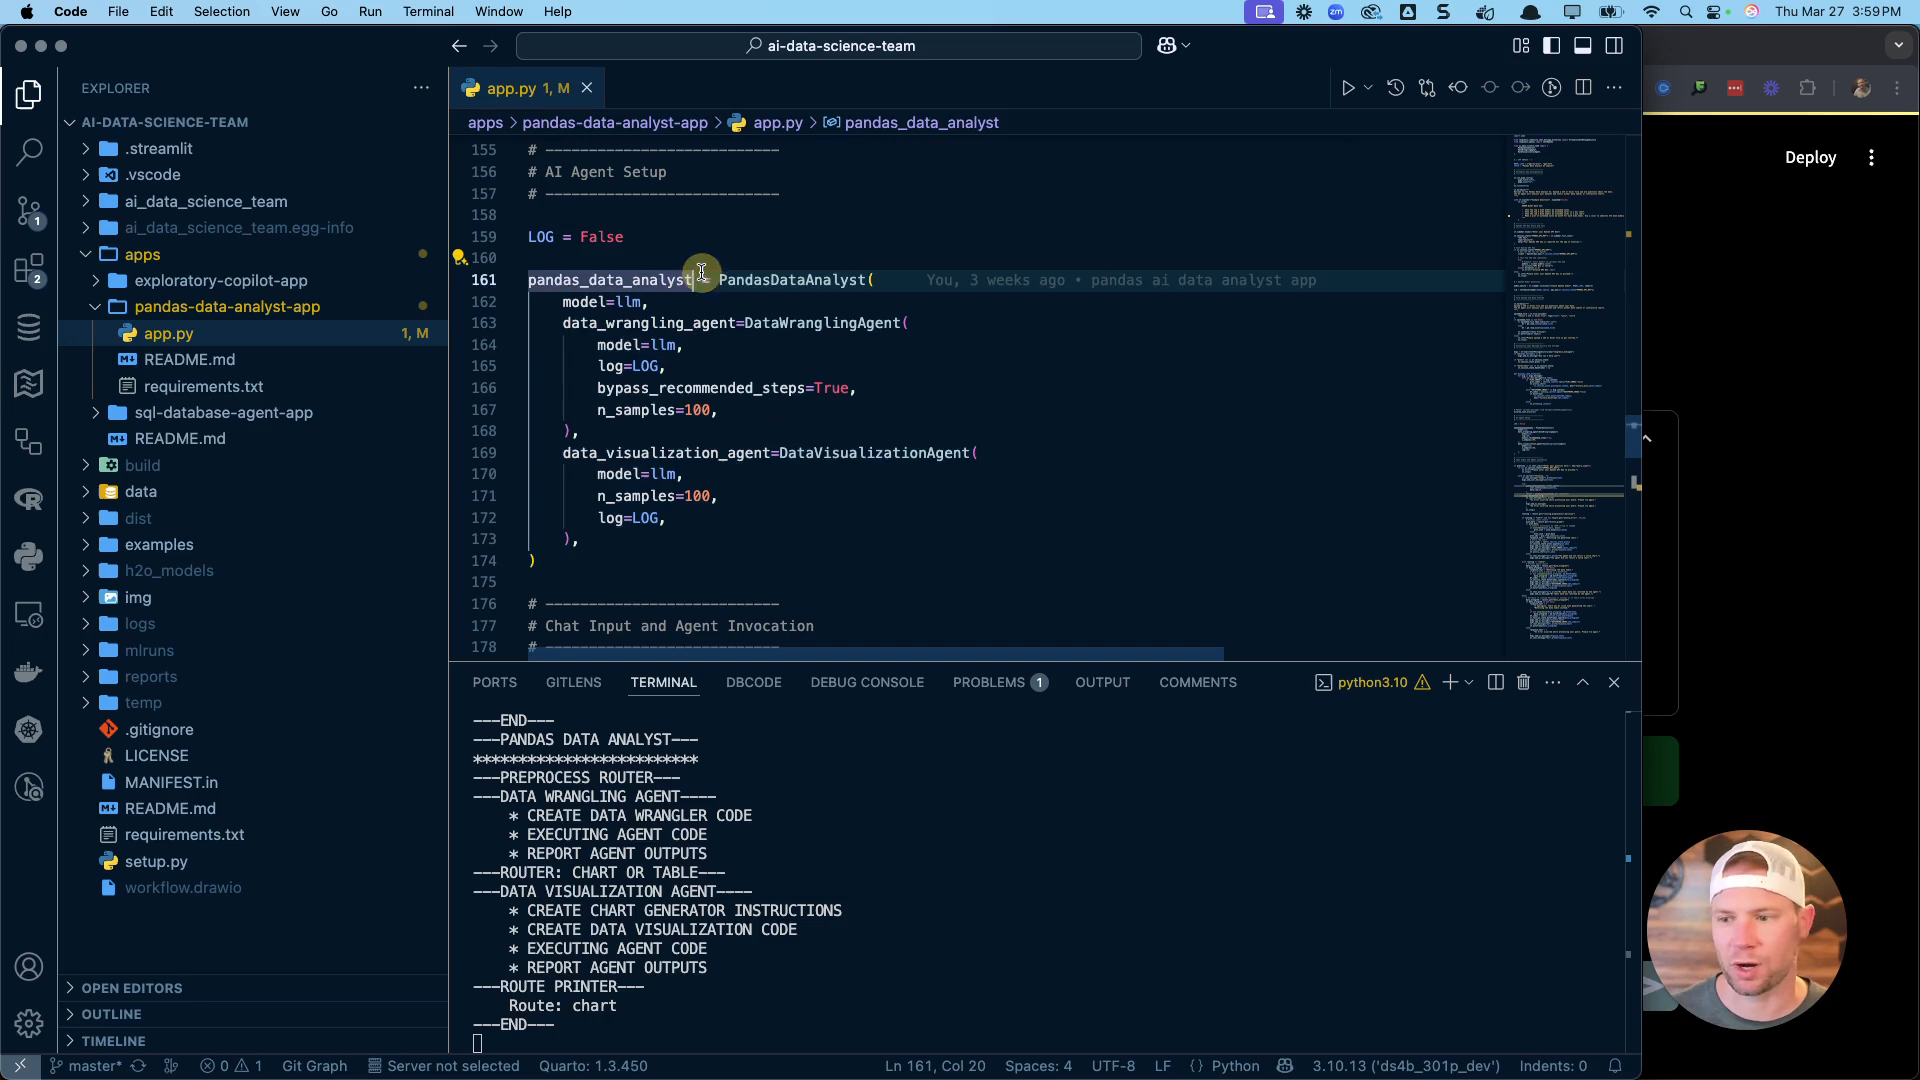 Code File Edit Selection View Go Run Terminal Window Help
zm
Thu Mar 27 3:59 PM
ai-data-science-team
EXPLORER
AI-DATA-SCIENCE-TEAM
.streamlit
.vscode
ai_data_science_team
ai_data_science_team.egg-info
apps
exploratory-copilot-app
pandas-data-analyst-app
app.py 1, M
README.md
requirements.txt
sql-database-agent-app
README.md
build
data
dist
examples
h2o_models
img
logs
mlruns
reports
temp
.gitignore
LICENSE
MANIFEST.in
README.md
requirements.txt
setup.py
workflow.drawio
OPEN EDITORS
OUTLINE
TIMELINE
1
2
app.py 1, M
apps > pandas-data-analyst-app > app.py > pandas_data_analyst
155 # ---------------------------
156 # AI Agent Setup
157 # ---------------------------
158
159 LOG = False
160
161 pandas_data_analyst = PandasDataAnalyst( You, 3 weeks ago • pandas ai data analyst app
162 model=llm,
163 data_wrangling_agent=DataWranglingAgent(
164 model=llm,
165 log=LOG,
166 bypass_recommended_steps=True,
167 n_samples=100,
168 ),
169 data_visualization_agent=DataVisualizationAgent(
170 model=llm,
171 n_samples=100,
172 log=LOG,
173 ),
174 )
175
176 # ---------------------------
177 # Chat Input and Agent Invocation
178 # ---------------------------
PORTS GITLENS TERMINAL DBCODE DEBUG CONSOLE PROBLEMS 1 OUTPUT COMMENTS
python3.10
---END---
---PANDAS DATA ANALYST---
*************************
---PREPROCESS ROUTER---
---DATA WRANGLING AGENT----
* CREATE DATA WRANGLER CODE
* EXECUTING AGENT CODE
* REPORT AGENT OUTPUTS
---ROUTER: CHART OR TABLE---
---DATA VISUALIZATION AGENT----
* CREATE CHART GENERATOR INSTRUCTIONS
* CREATE DATA VISUALIZATION CODE
* EXECUTING AGENT CODE
* REPORT AGENT OUTPUTS
---ROUTE PRINTER---
Route: chart
---END---
Deploy
master* 0 1 Git Graph Server not selected Quarto: 1.3.450 Ln 161, Col 20 Spaces: 4 UTF-8 LF {} Python 3.10.13 ('ds4b_301p_dev') Indents: 0